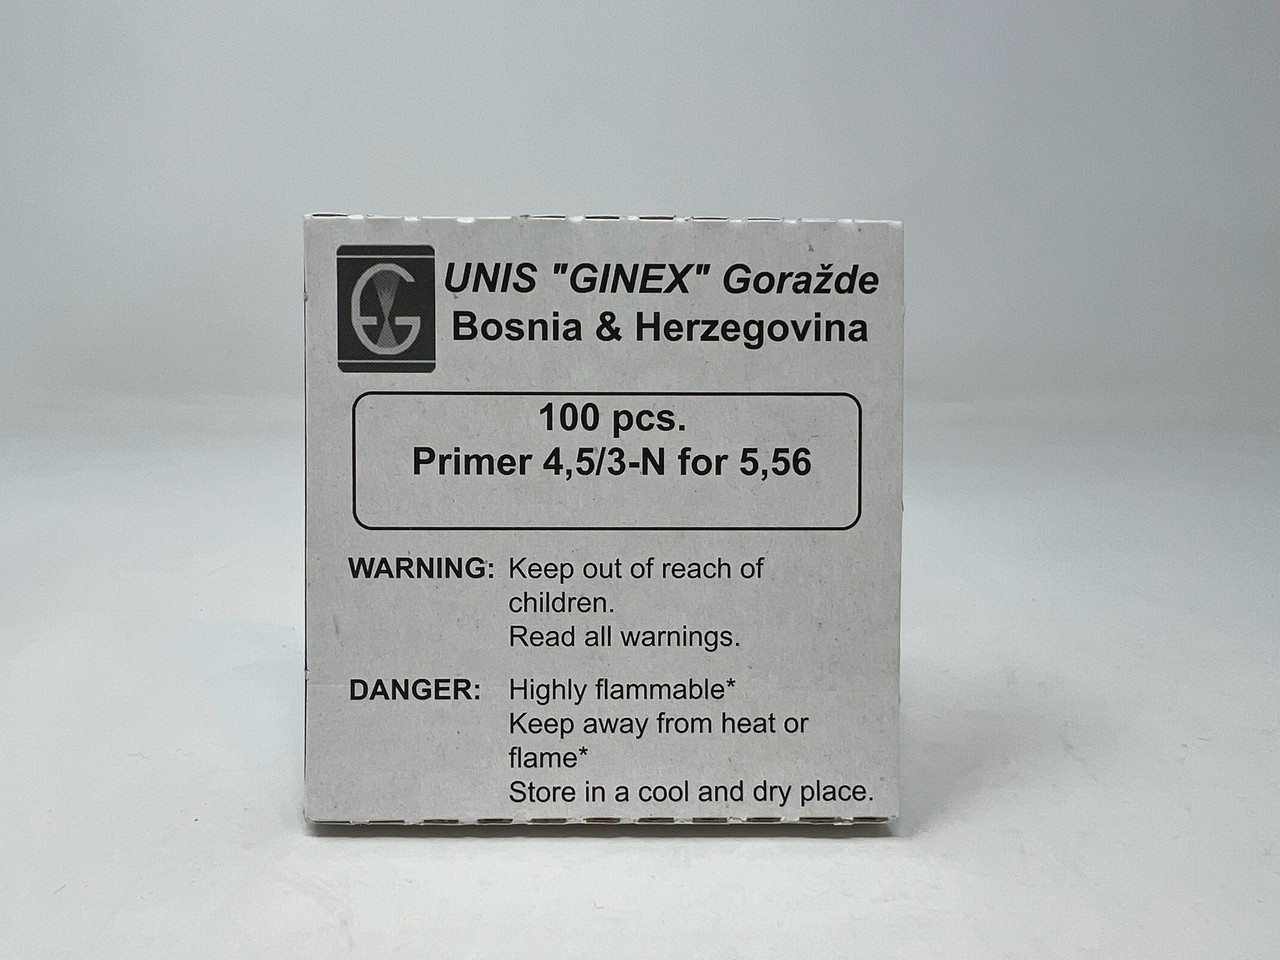 UNIS "GINEX" Goražde
Bosnia & Herzegovina
100 pcs.
Primer 4,5/3-N for 5,56
WARNING: Keep out of reach of
children.
Read all warnings.
DANGER: Highly flammable*
Keep away from heat or
flame*
Store in a cool and dry place.